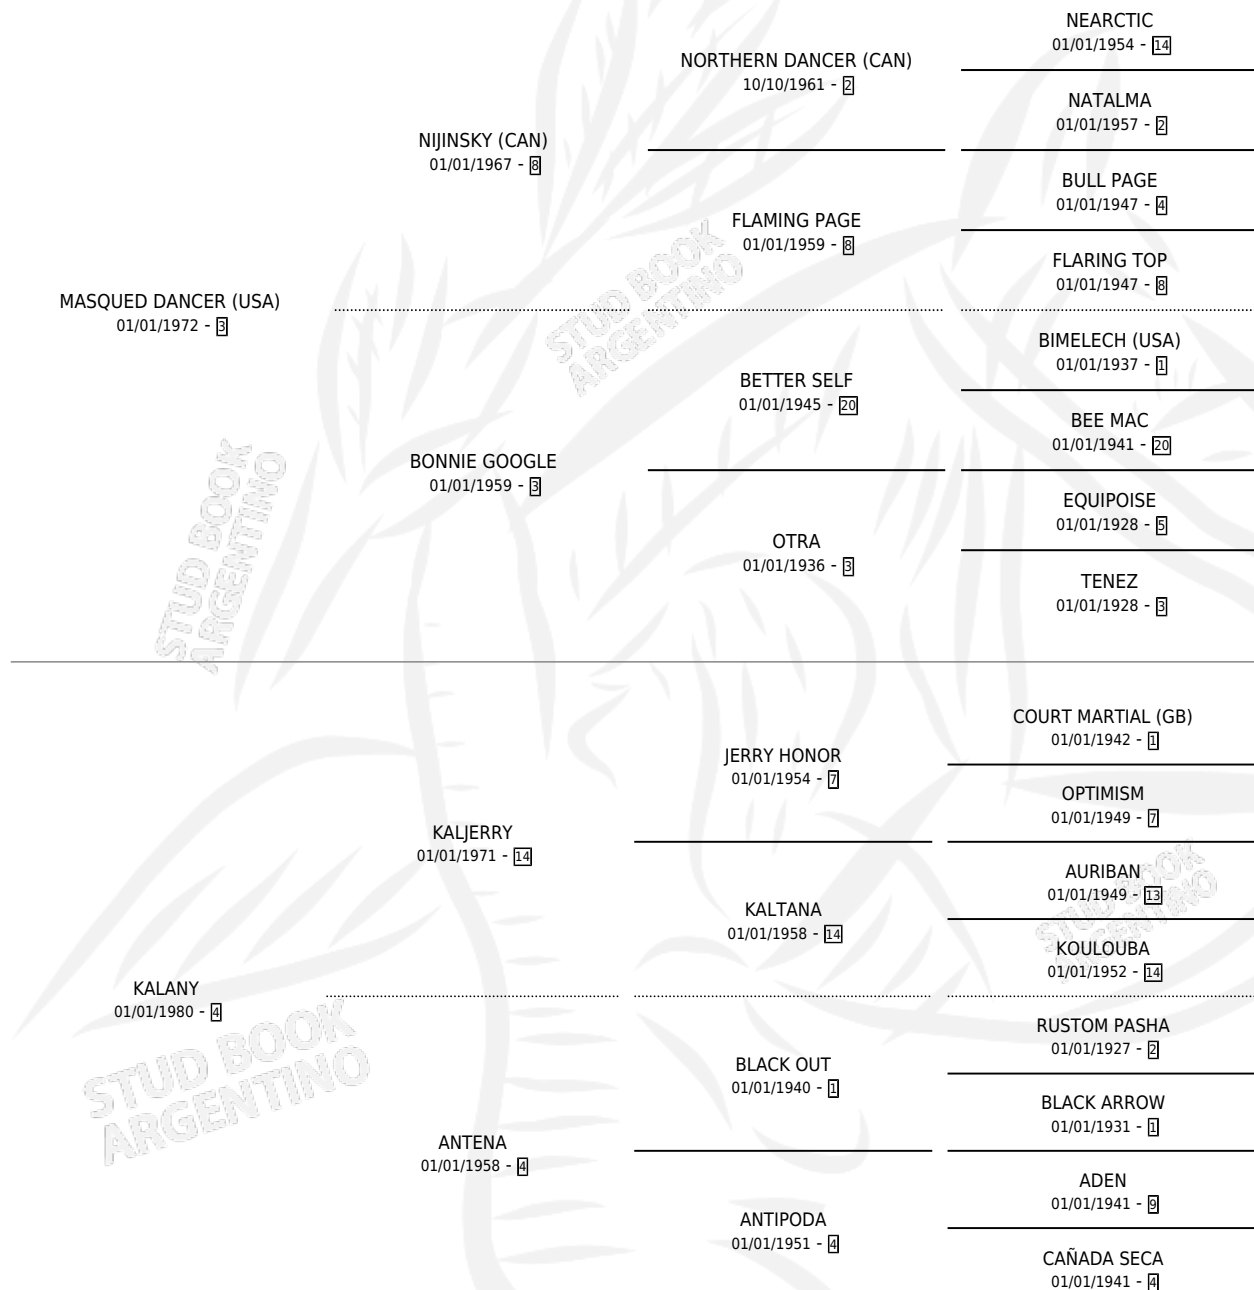 NEARCTIC
01/01/1954 - 14
NORTHERN DANCER (CAN)
10/10/1961 - 2
NATALMA
01/01/1957 - 2
NIJINSKY (CAN)
01/01/1967 - 8
BULL PAGE
01/01/1947 - 4
FLAMING PAGE
01/01/1959 - 8
FLARING TOP
01/01/1947 - 8
MASQUED DANCER (USA)
01/01/1972 - 3
BIMELECH (USA)
01/01/1937 - 1
BETTER SELF
01/01/1945 - 20
BEE MAC
01/01/1941 - 20
BONNIE GOOGLE
01/01/1959 - 3
EQUIPOISE
01/01/1928 - 5
OTRA
01/01/1936 - 3
TENEZ
01/01/1928 - 3
COURT MARTIAL (GB)
01/01/1942 - 1
JERRY HONOR
01/01/1954 - 7
OPTIMISM
01/01/1949 - 7
KALJERRY
01/01/1971 - 14
AURIBAN
01/01/1949 - 13
KALTANA
01/01/1958 - 14
KOULOUBA
01/01/1952 - 14
KALANY
01/01/1980 - 4
RUSTOM PASHA
01/01/1927 - 2
BLACK OUT
01/01/1940 - 1
BLACK ARROW
01/01/1931 - 1
ANTENA
01/01/1958 - 4
ADEN
01/01/1941 - 9
ANTIPODA
01/01/1951 - 4
CAÑADA SECA
01/01/1941 - 4
STUD BOOK
ARGENTINO
STUD BOOK
ARGENTINO
STUD BOOK
ARGENTINO
STUD BOOK
ARGENTINO